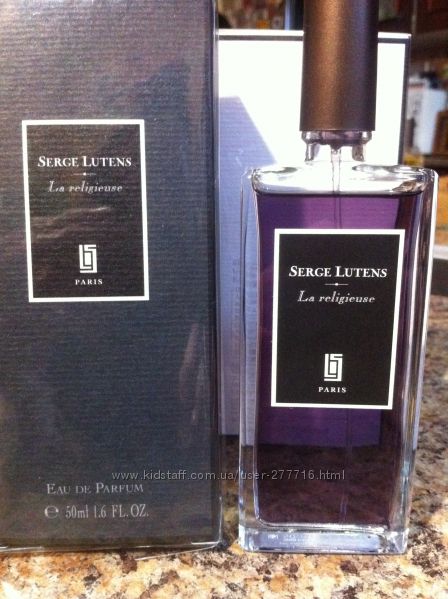 SERGE LUTENS
La religieuse
PARIS
EAU DE PARFUM
℮ 50ml 1.6 FL.OZ.
SERGE LUTENS
La religieuse
PARIS
www.kidstaff.com.ua/user-277716.html